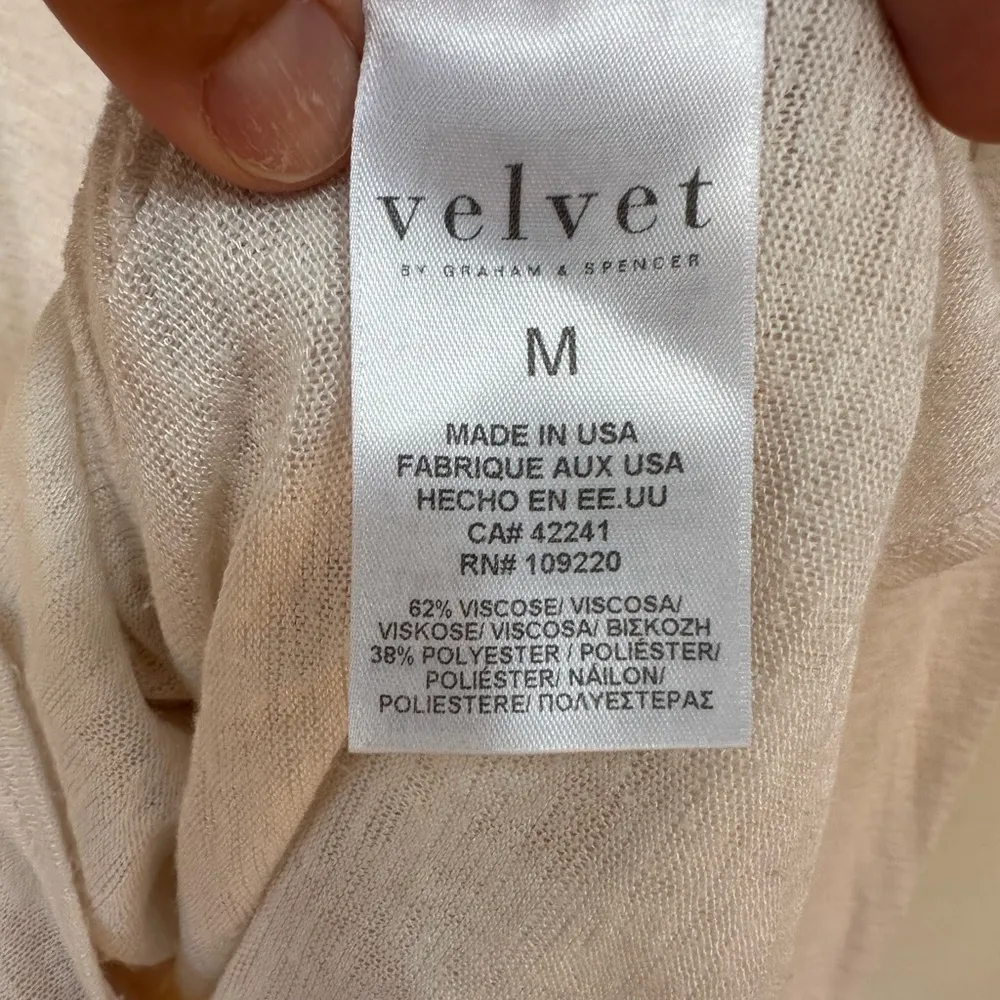 velvet
BY GRAHAM & SPENCER
M
MADE IN USA
FABRIQUE AUX USA
HECHO EN EE.UU
CA# 42241
RN# 109220
62% VISCOSE/ VISCOSA/
VISKOSE/ VISCOSA/ ΒΙΣΚΟΖΗ
38% POLYESTER / POLIÉSTER/
POLIÉSTER/ NÁILON/
POLIESTERE/ ΠΟΛΥΕΣΤΕΡΑΣ